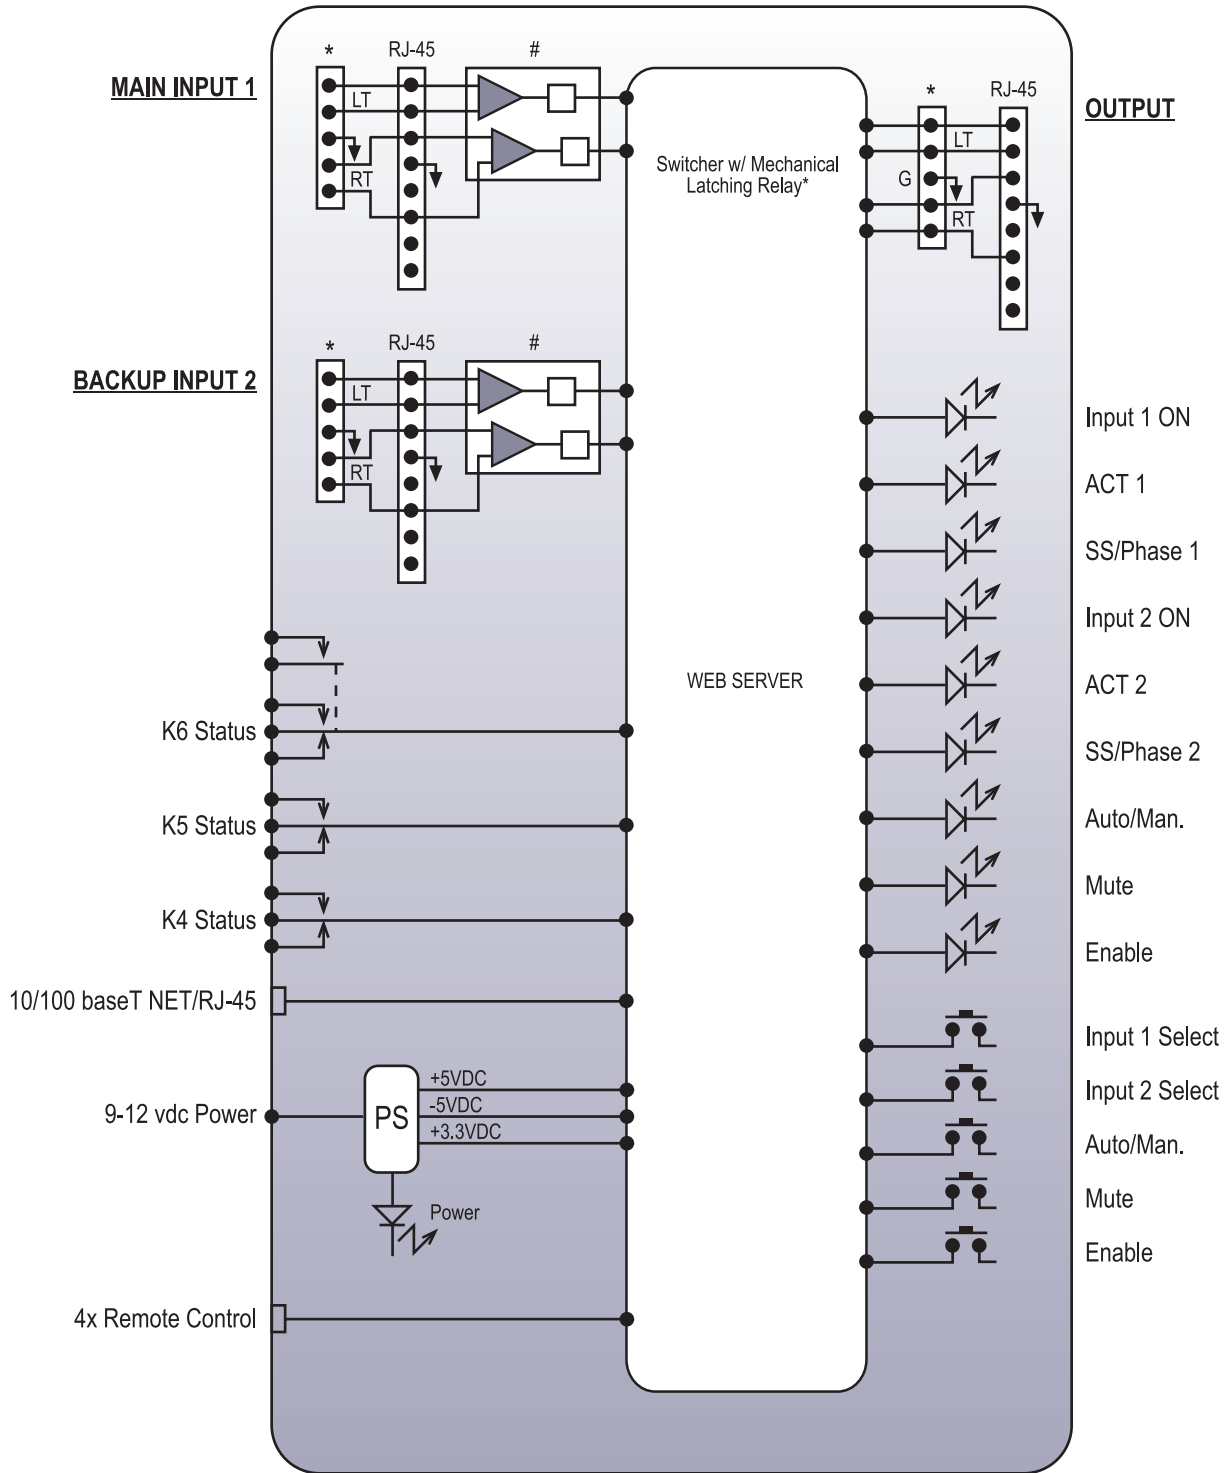 MAIN INPUT 1
*
RJ-45
#
LT
RT
Switcher w/ Mechanical
Latching Relay*
*
RJ-45
OUTPUT
LT
G
RT
BACKUP INPUT 2
*
RJ-45
#
LT
RT
WEB SERVER
K6 Status
K5 Status
K4 Status
10/100 baseT NET/RJ-45
9-12 vdc Power
PS
+5VDC
-5VDC
+3.3VDC
Power
4x Remote Control
Input 1 ON
ACT 1
SS/Phase 1
Input 2 ON
ACT 2
SS/Phase 2
Auto/Man.
Mute
Enable
Input 1 Select
Input 2 Select
Auto/Man.
Mute
Enable